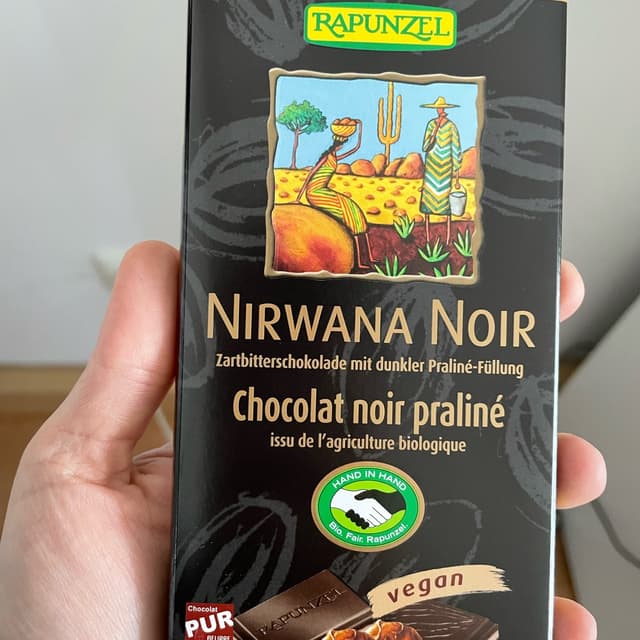 RAPUNZEL
NIRWANA NOIR
Zartbitterschokolade mit dunkler Praliné-Füllung
Chocolat noir praliné
issu de l'agriculture biologique
HAND IN HAND
Bio. Fair. Rapunzel.
vegan
RAPUNZEL
Chocolat
PUR
BEURRE